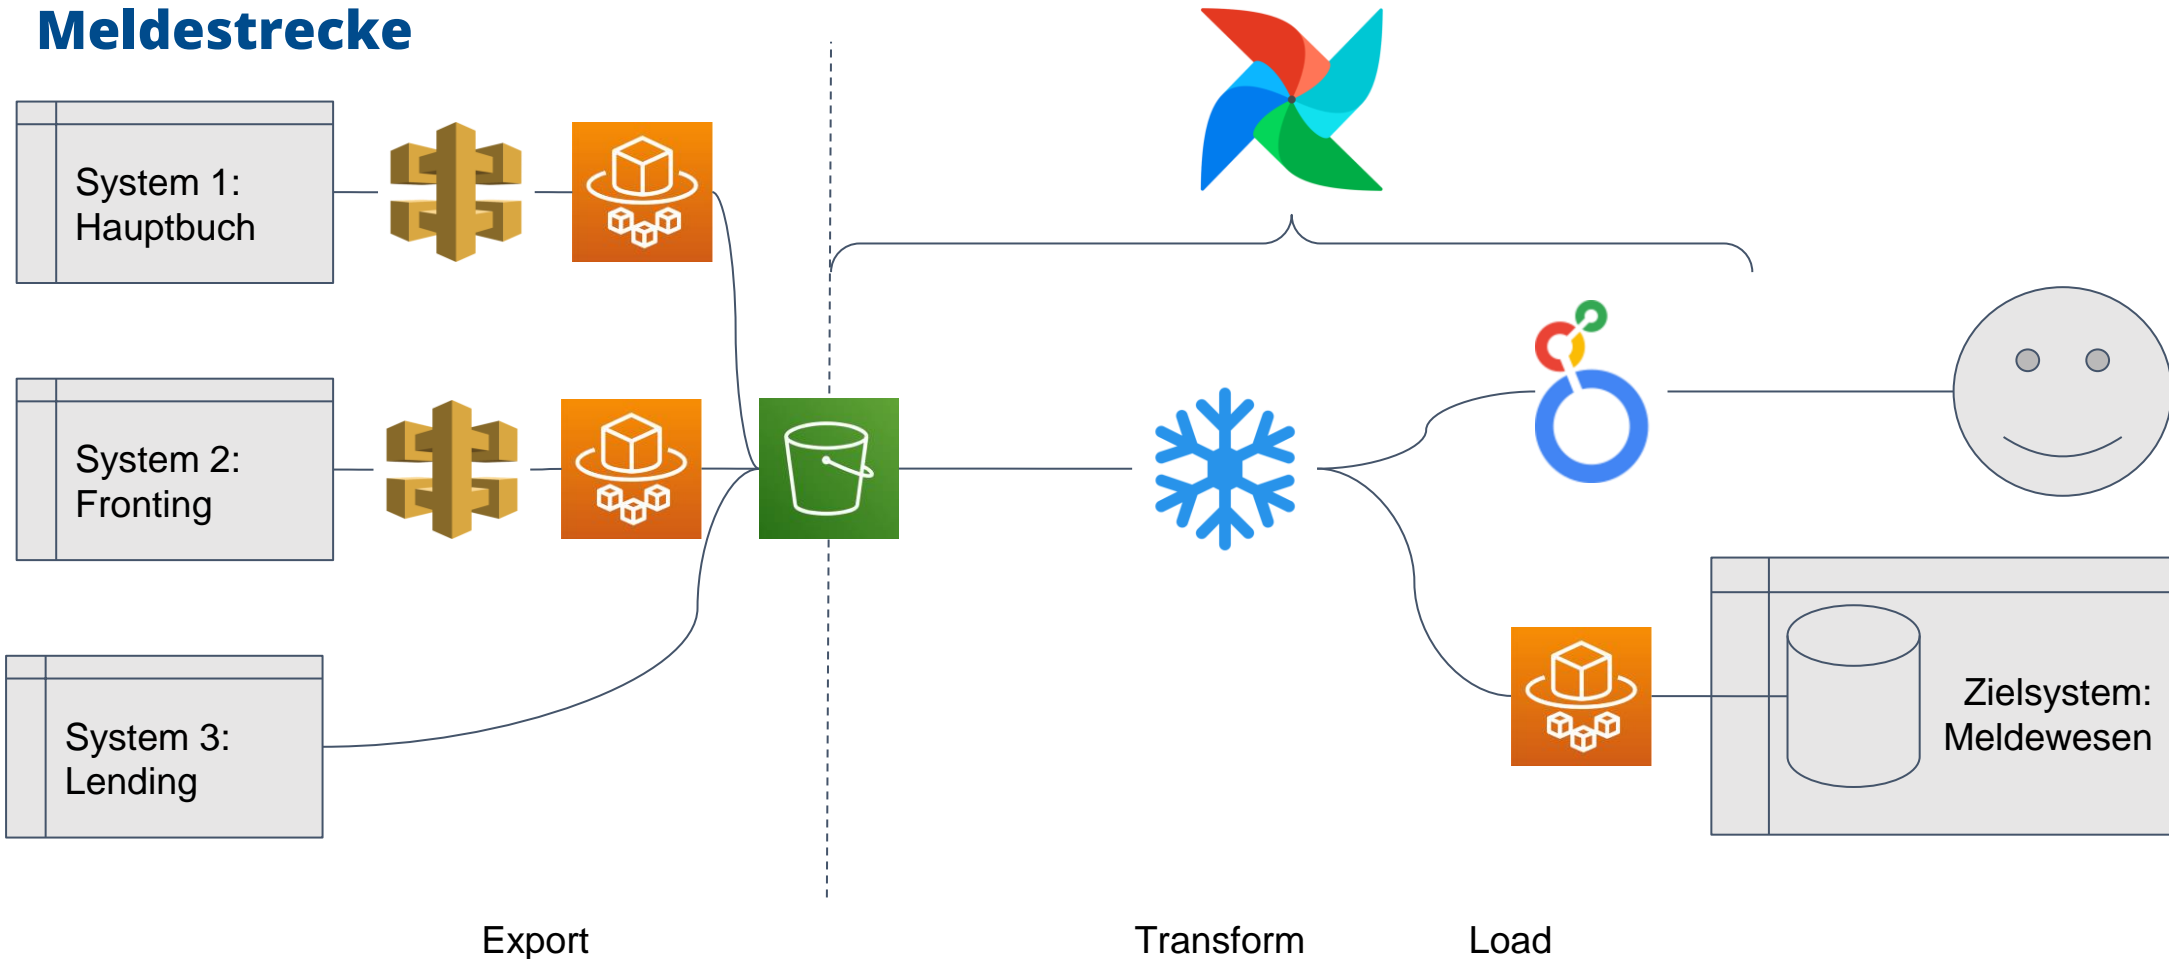 Meldestrecke
System 1:
Hauptbuch
System 2:
Fronting
System 3:
Lending
Zielsystem:
Meldewesen
Export
Transform
Load